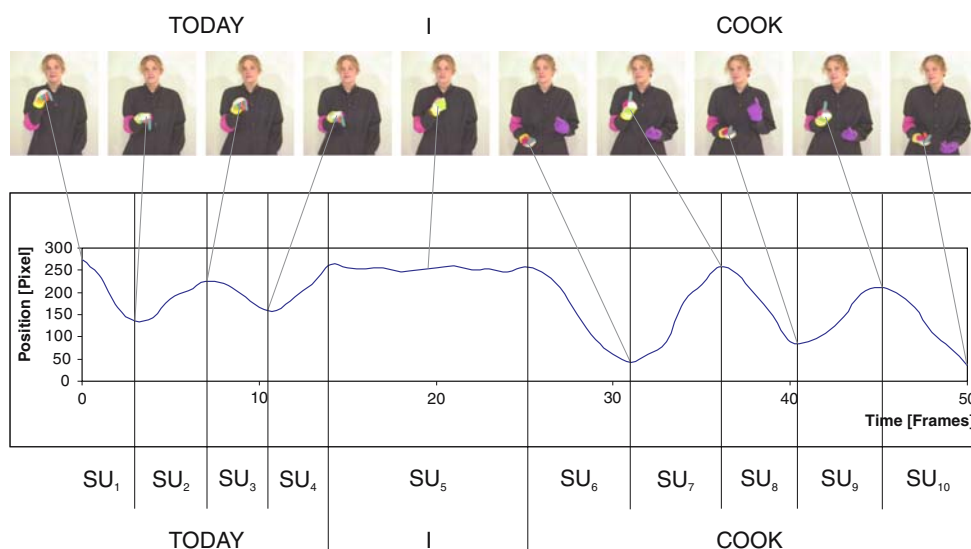 TODAY I COOK
Position [Pixel]
300
250
200
150
100
50
0
0 10 20 30 40 50
Time [Frames]
SU₁ SU₂ SU₃ SU₄ SU₅ SU₆ SU₇ SU₈ SU₉ SU₁₀
TODAY I COOK